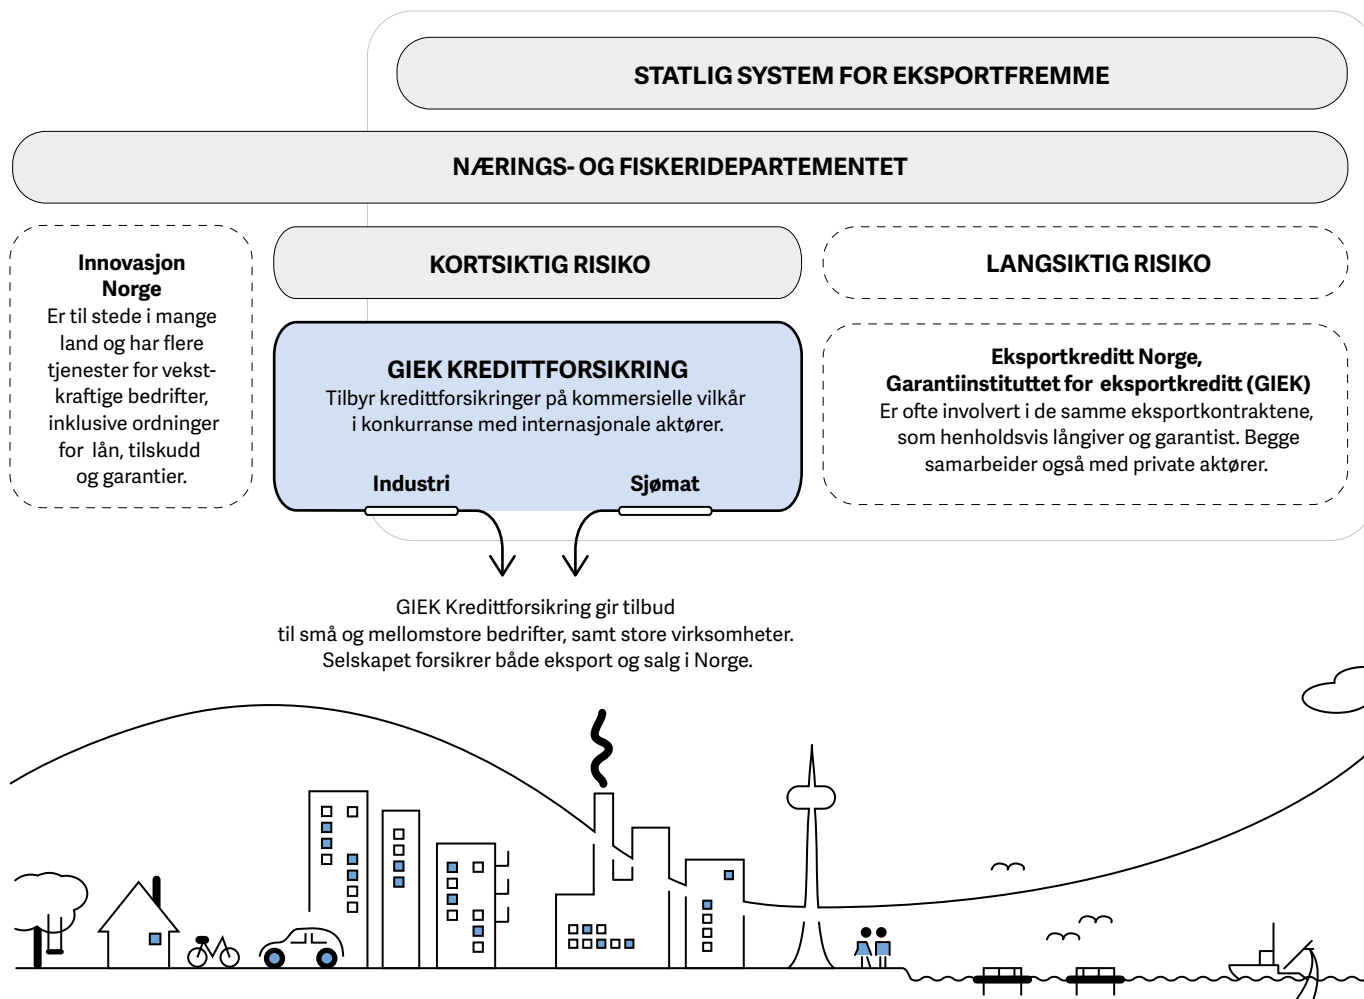 STATLIG SYSTEM FOR EKSPORTFREMME
NÆRINGS- OG FISKERIDEPARTEMENTET
Innovasjon
Norge
Er til stede i mange
land og har flere
tjenester for vekst-
kraftige bedrifter,
inklusive ordninger
for lån, tilskudd
og garantier.
KORTSIKTIG RISIKO
GIEK KREDITTFORSIKRING
Tilbyr kredittforsikringer på kommersielle vilkår
i konkurranse med internasjonale aktører.
Industri
Sjømat
LANGSIKTIG RISIKO
Eksportkreditt Norge,
Garantiinstituttet for eksportkreditt (GIEK)
Er ofte involvert i de samme eksportkontraktene,
som henholdsvis långiver og garantist. Begge
samarbeider også med private aktører.
GIEK Kredittforsikring gir tilbud
til små og mellomstore bedrifter, samt store virksomheter.
Selskapet forsikrer både eksport og salg i Norge.